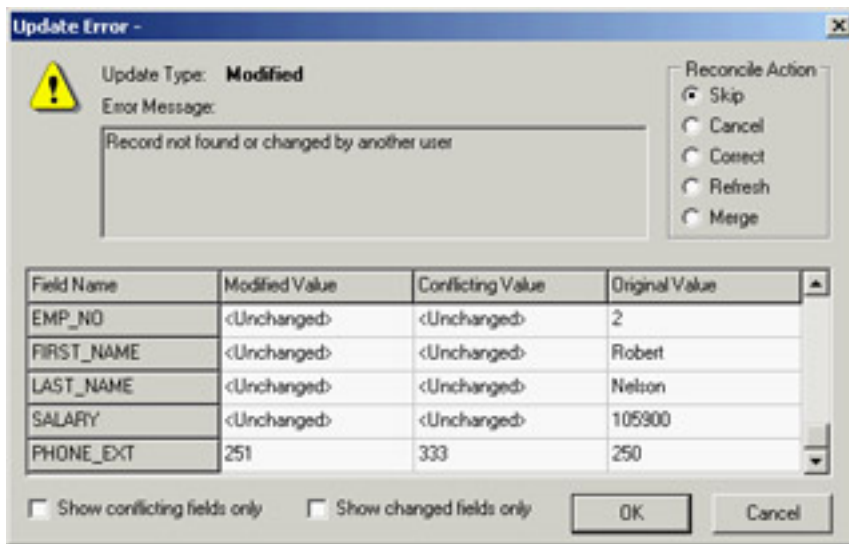 Update Error -
Update Type: Modified
Error Message:
Record not found or changed by another user
Reconcile Action
Skip
Cancel
Correct
Refresh
Merge
Field Name Modified Value Conflicting Value Original Value
EMP_NO <Unchanged> <Unchanged> 2
FIRST_NAME <Unchanged> <Unchanged> Robert
LAST_NAME <Unchanged> <Unchanged> Nelson
SALARY <Unchanged> <Unchanged> 105900
PHONE_EXT 251 333 250
Show conflicting fields only Show changed fields only OK Cancel